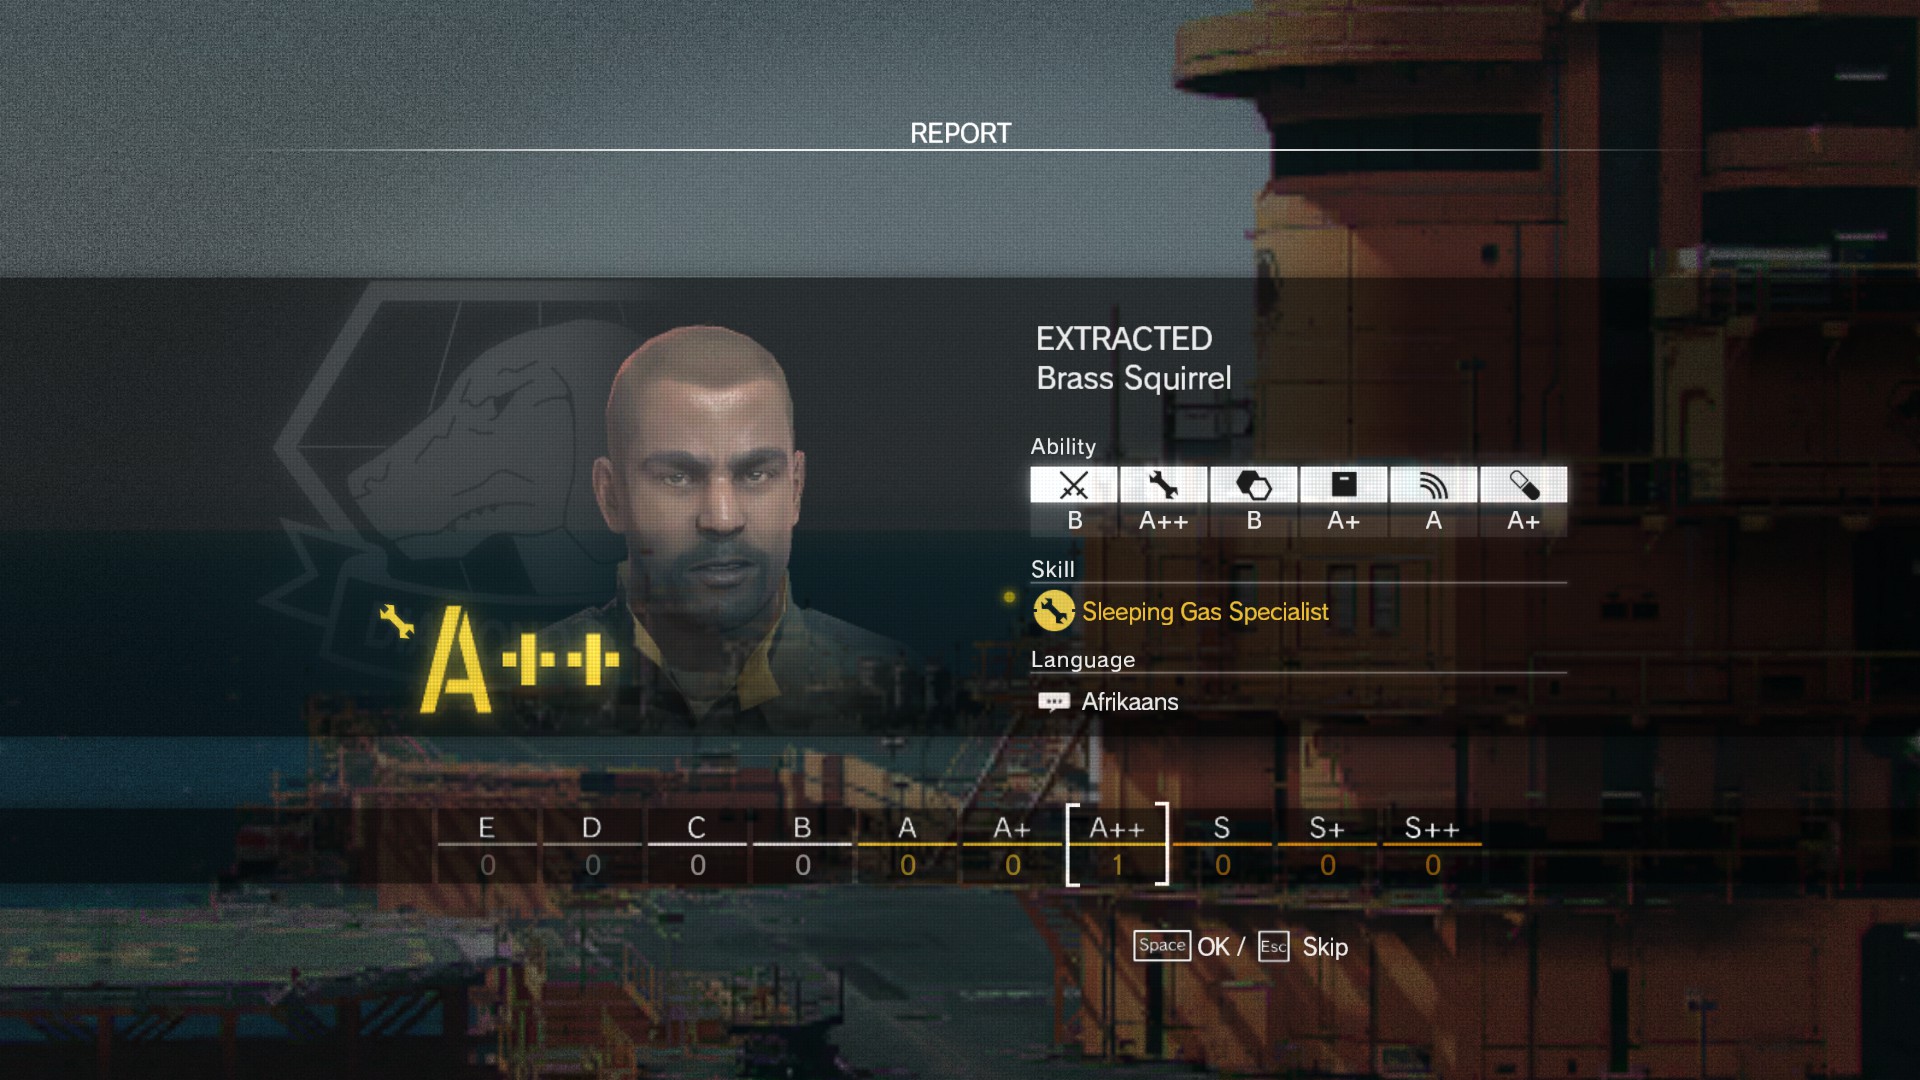 REPORT
EXTRACTED
Brass Squirrel
Ability
B A++ B A+ A A+
Skill
Sleeping Gas Specialist
Language
Afrikaans
A++
E D C B A A+ A++ S S+ S++
0 0 0 0 0 0 1 0 0 0
Space OK / Esc Skip